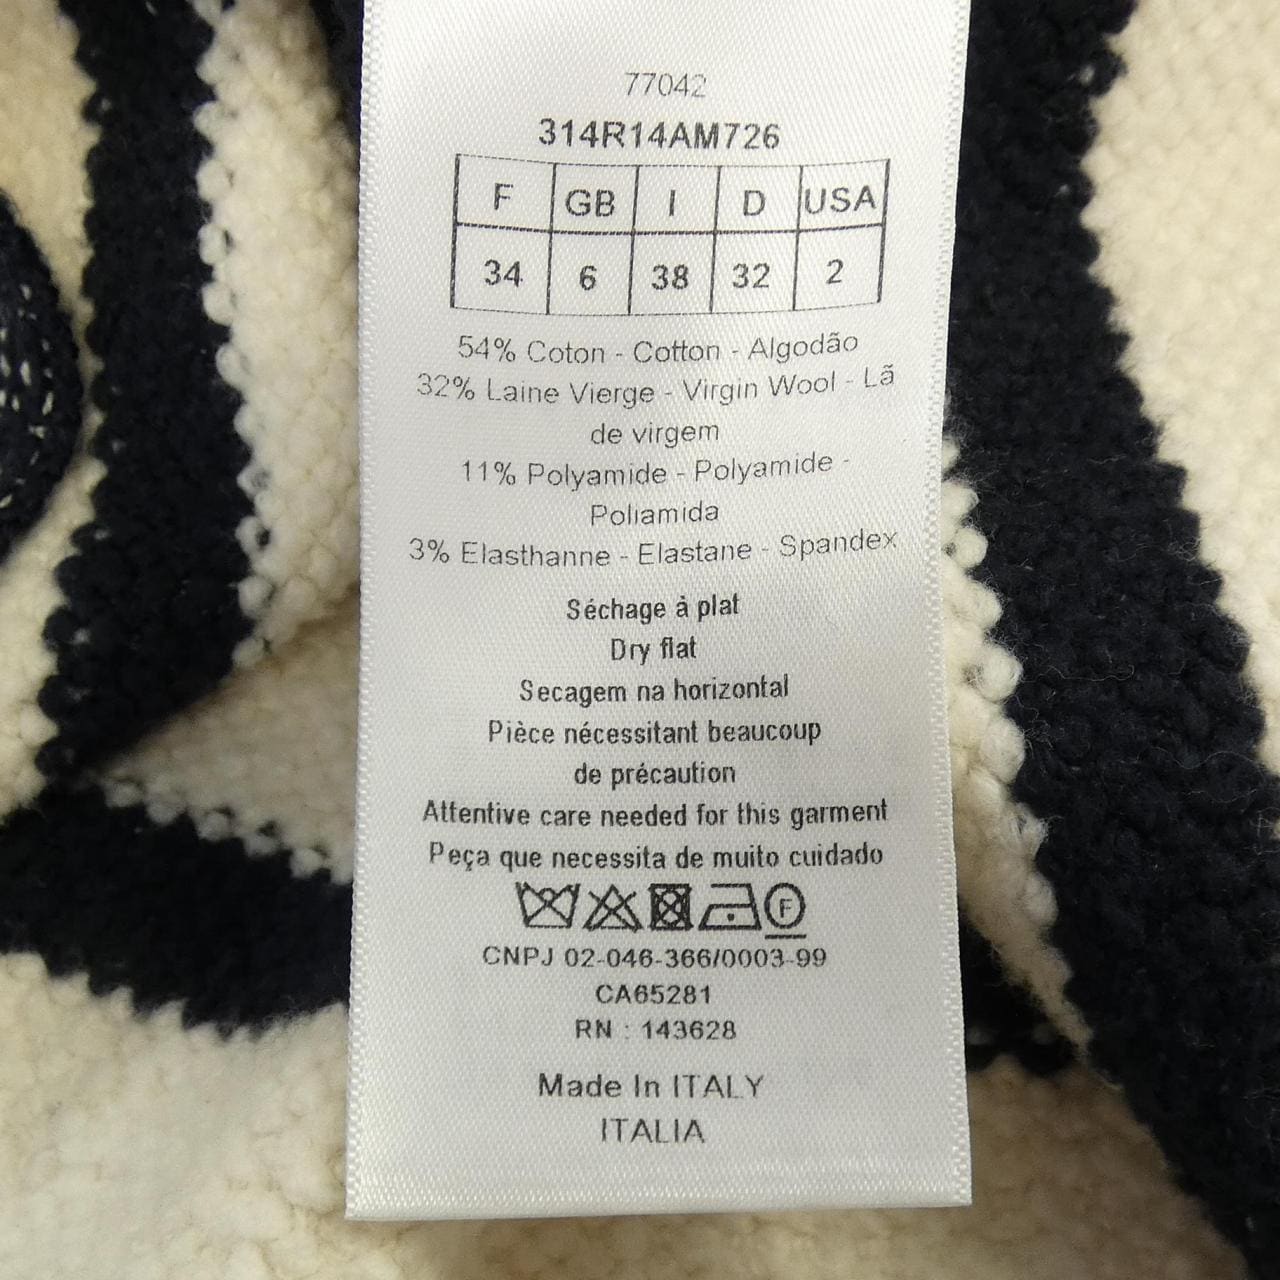 77042
314R14AM726
F GB I D USA
34 6 38 32 2
54% Coton - Cotton - Algodão
32% Laine Vierge - Virgin Wool - Lã
de virgem
11% Polyamide - Polyamide -
Poliamida
3% Elasthanne - Elastane - Spandex
Séchage à plat
Dry flat
Secagem na horizontal
Pièce nécessitant beaucoup
de précaution
Attentive care needed for this garment
Peça que necessita de muito cuidado
F
CNPJ 02-046-366/0003-99
CA65281
RN : 143628
Made In ITALY
ITALIA